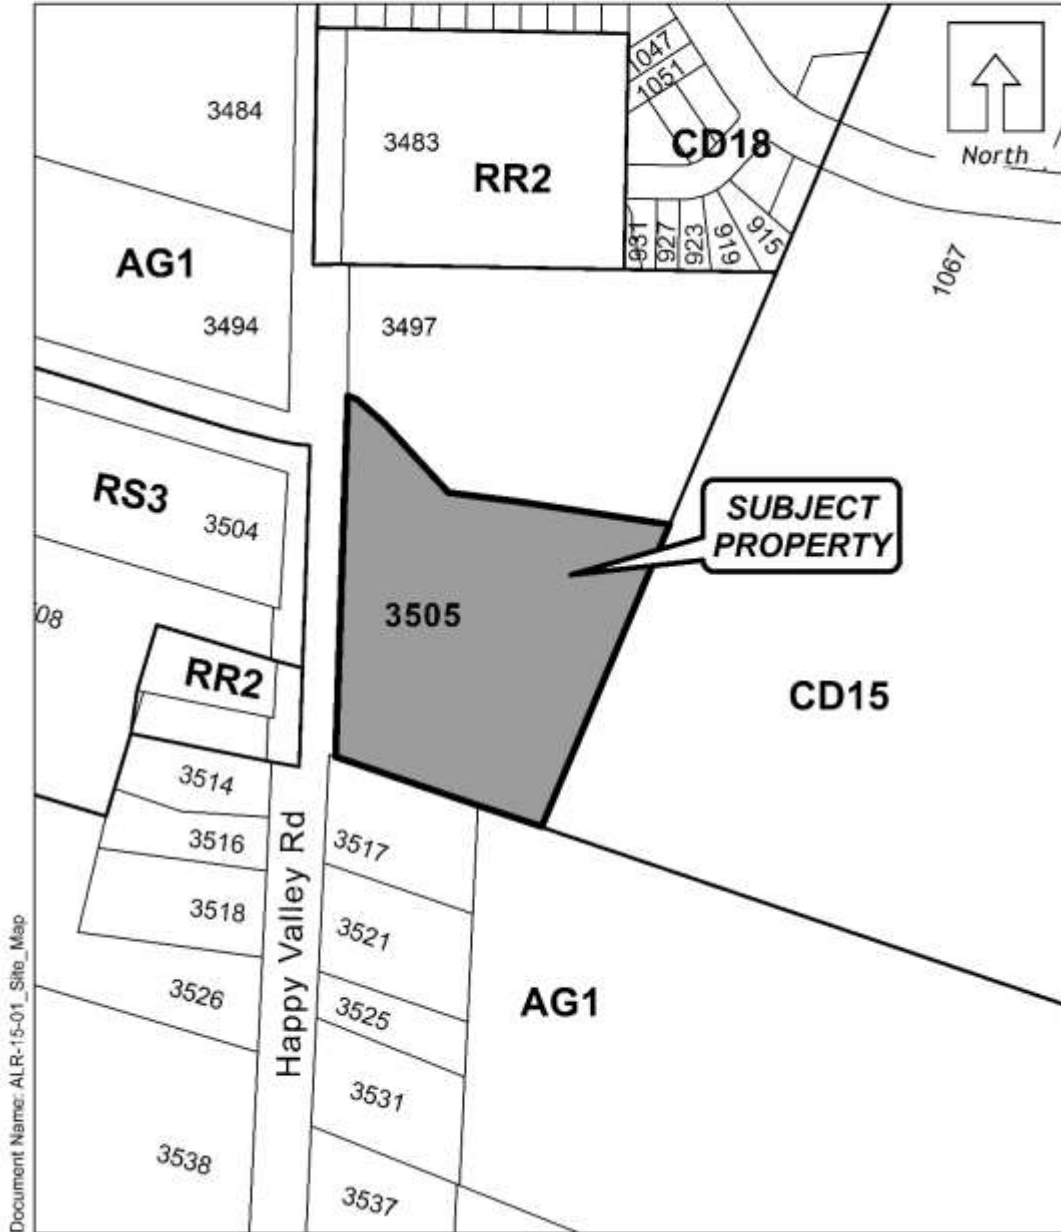 1047
1051
3484
3483
CD18
North
RR2
931
927
923
919
915
AG1
1067
3494
3497
RS3
3504
SUBJECT
PROPERTY
3505
08
RR2
CD15
3514
3516
3517
Happy Valley Rd
3518
3521
3526
3525
AG1
3531
3538
3537
Document Name: ALR-15-01_Site_Map